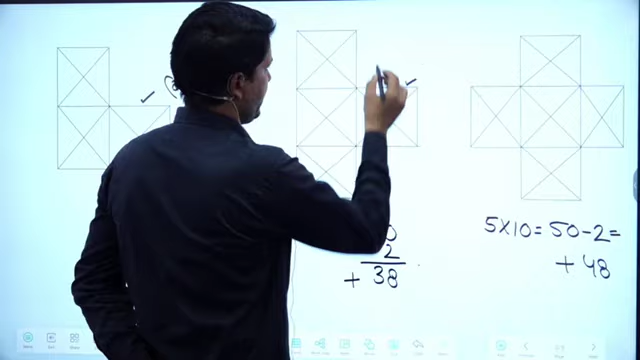 2
+ 38
5×10=50-2=
+48